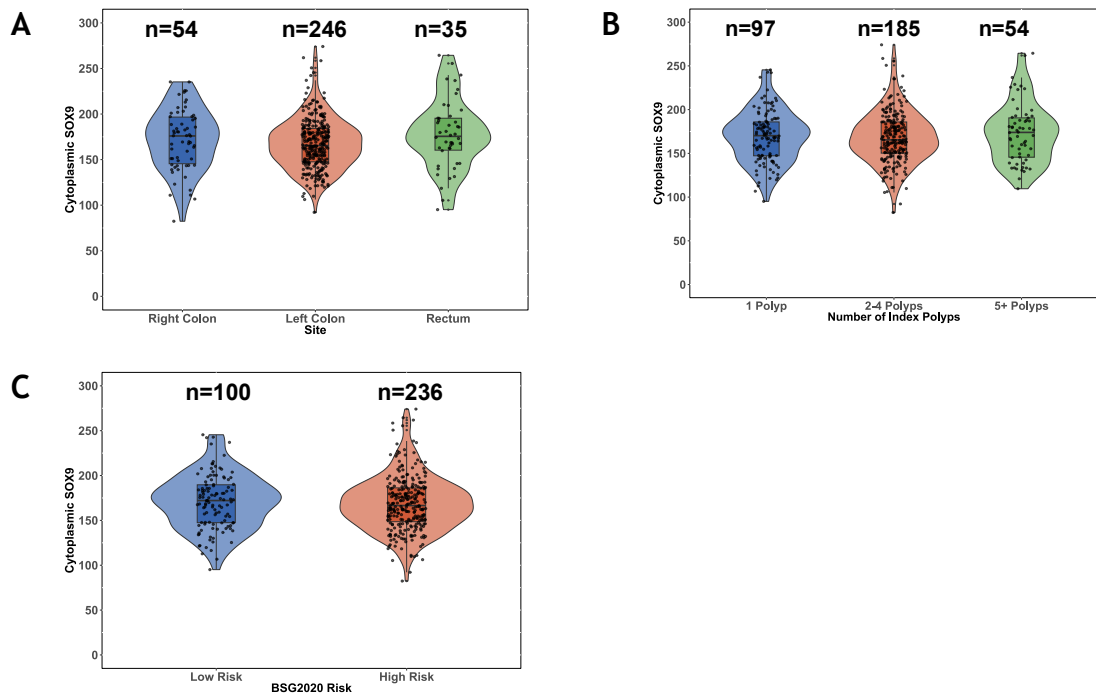 A
n=54 n=246 n=35
300
250
200
150
100
50
0
Cytoplasmic SOX9
Right Colon Left Colon Rectum
Site
B
n=97 n=185 n=54
300
250
200
150
100
50
0
Cytoplasmic SOX9
1 Polyp 2-4 Polyps 5+ Polyps
Number of Index Polyps
C
n=100 n=236
300
250
200
150
100
50
0
Cytoplasmic SOX9
Low Risk High Risk
BSG2020 Risk